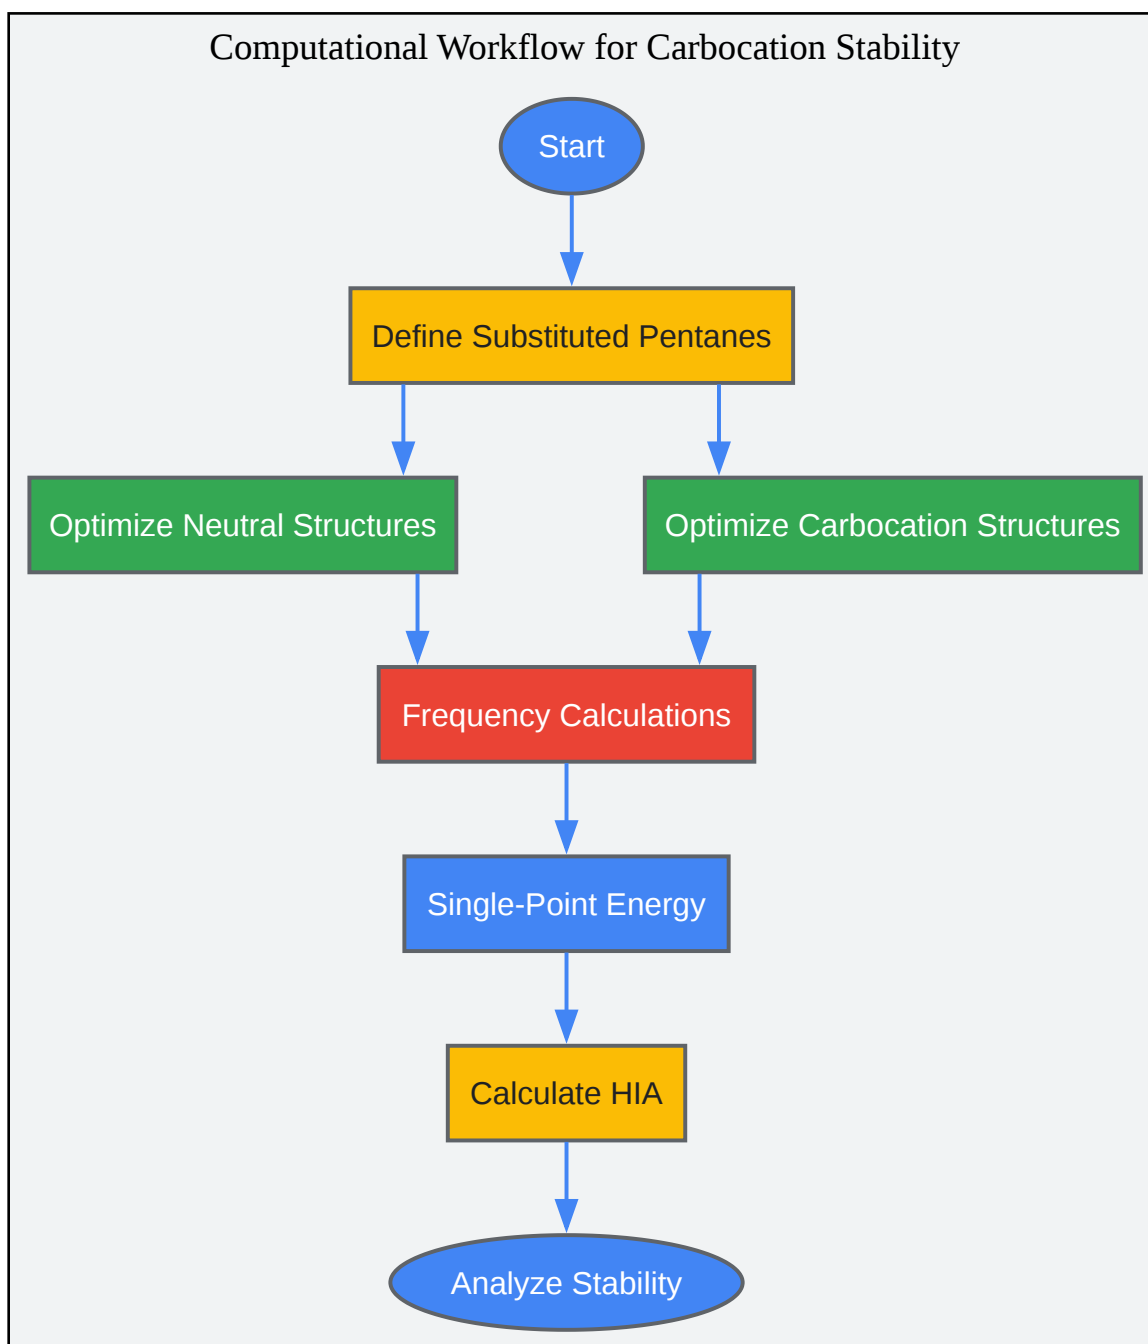 Computational Workflow for Carbocation Stability
Start
Define Substituted Pentanes
Optimize Neutral Structures
Optimize Carbocation Structures
Frequency Calculations
Single-Point Energy
Calculate HIA
Analyze Stability